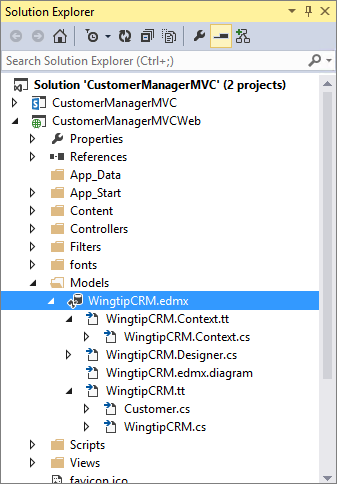 Solution Explorer
Search Solution Explorer (Ctrl+;)
Solution 'CustomerManagerMVC' (2 projects)
CustomerManagerMVC
CustomerManagerMVCWeb
Properties
References
App_Data
App_Start
Content
Controllers
Filters
fonts
Models
WingtipCRM.edmx
WingtipCRM.Context.tt
WingtipCRM.Context.cs
WingtipCRM.Designer.cs
WingtipCRM.edmx.diagram
WingtipCRM.tt
Customer.cs
WingtipCRM.cs
Scripts
Views
favicon.ico